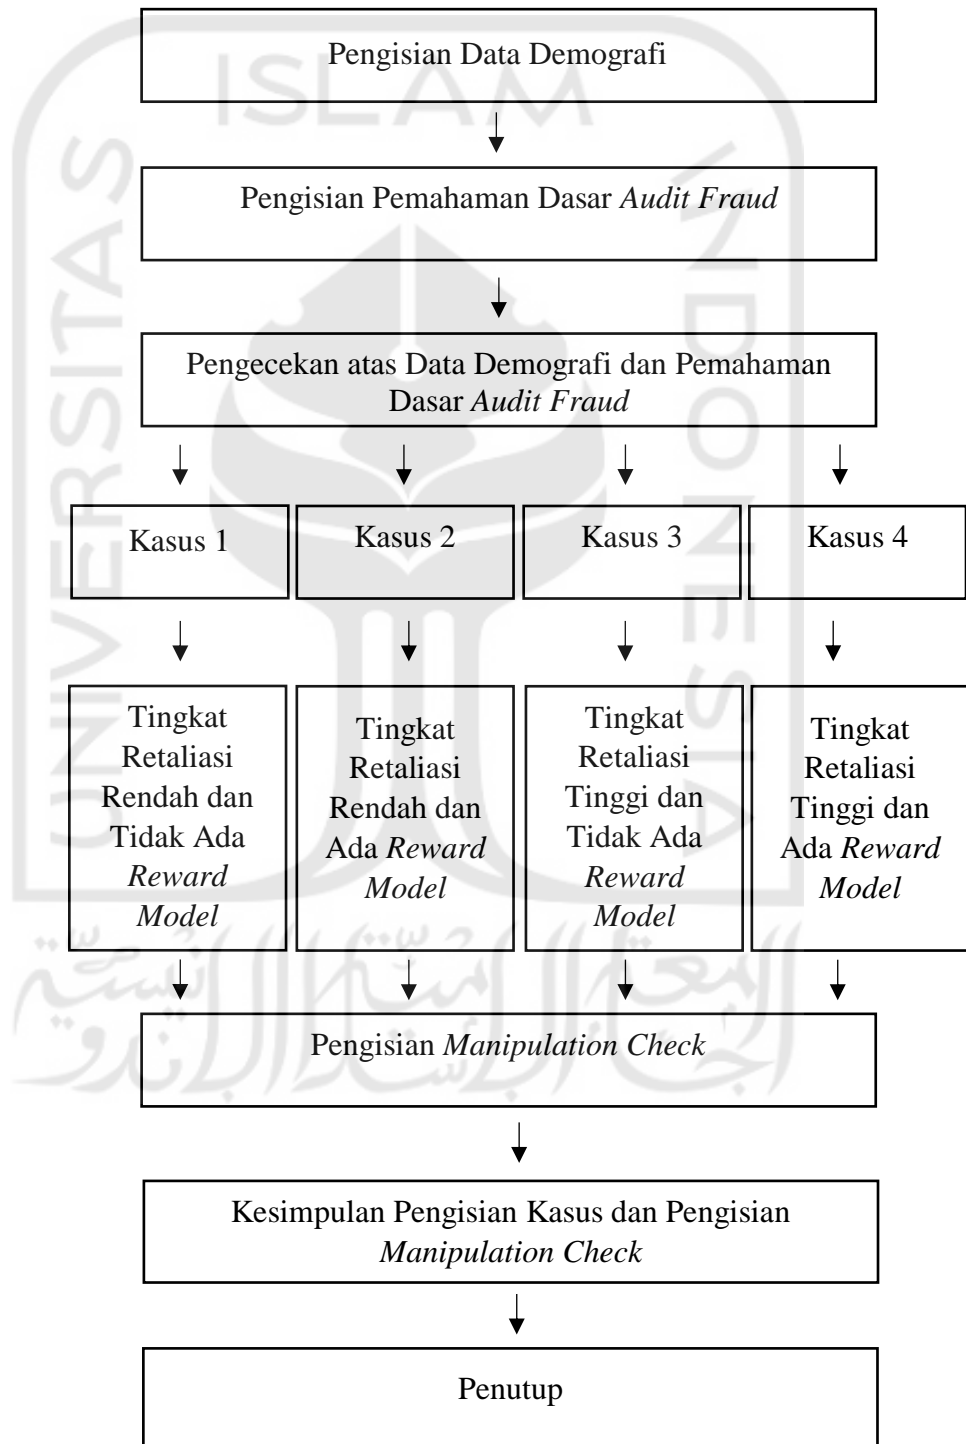 ISLAM
UNIVERSITAS
INDONESIA
Pengisian Data Demografi
Pengisian Pemahaman Dasar Audit Fraud
Pengecekan atas Data Demografi dan Pemahaman
Dasar Audit Fraud
Kasus 1
Kasus 2
Kasus 3
Kasus 4
Tingkat
Retaliasi
Rendah dan
Tidak Ada
Reward
Model
Tingkat
Retaliasi
Rendah dan
Ada Reward
Model
Tingkat
Retaliasi
Tinggi dan
Tidak Ada
Reward
Model
Tingkat
Retaliasi
Tinggi dan
Ada Reward
Model
Pengisian Manipulation Check
Kesimpulan Pengisian Kasus dan Pengisian
Manipulation Check
Penutup